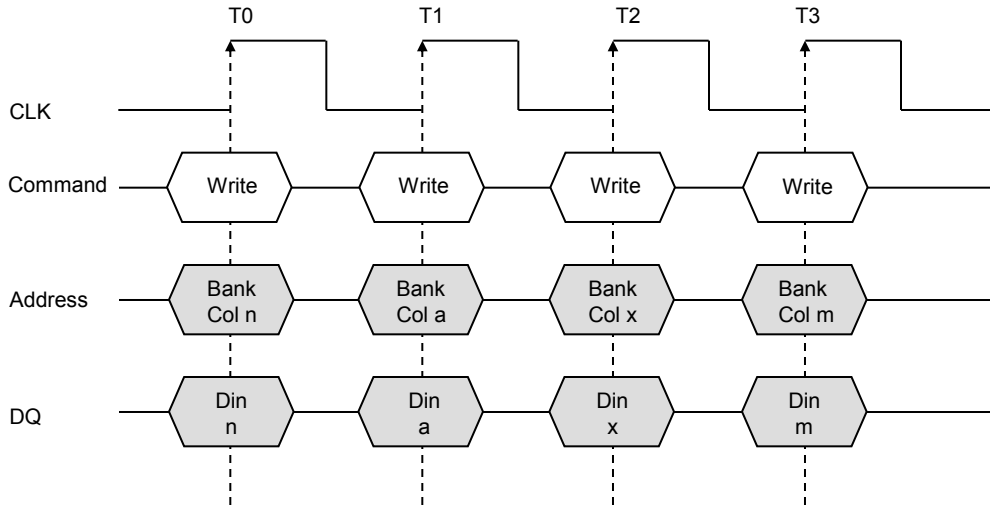 T0 T1 T2 T3
CLK
Command Write Write Write Write
Address
Bank Bank Bank Bank
Col n Col a Col x Col m
DQ
Din Din Din Din
n a x m